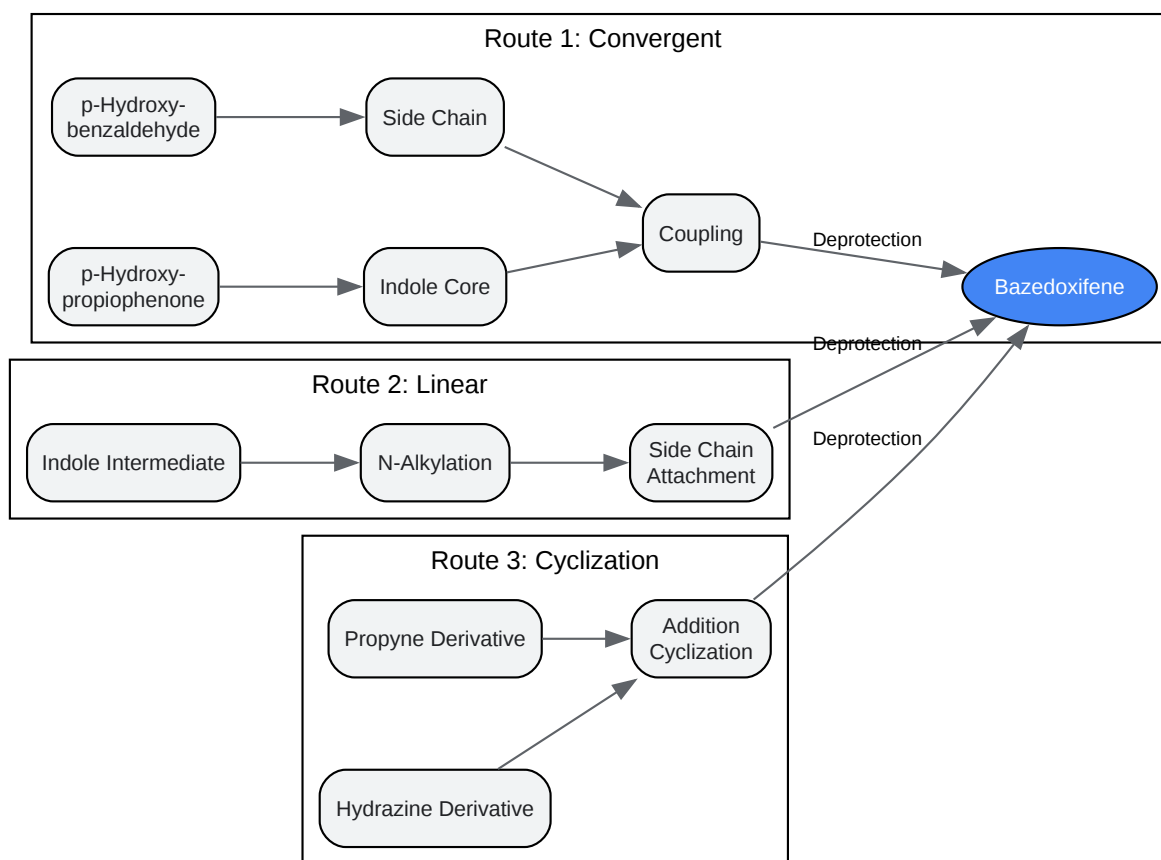 Route 1: Convergent
p-Hydroxy-
benzaldehyde
Side Chain
p-Hydroxy-
propiophenone
Indole Core
Coupling
Deprotection
Bazedoxifene
Deprotection
Route 2: Linear
Indole Intermediate
N-Alkylation
Side Chain
Attachment
Deprotection
Route 3: Cyclization
Propyne Derivative
Addition
Cyclization
Hydrazine Derivative